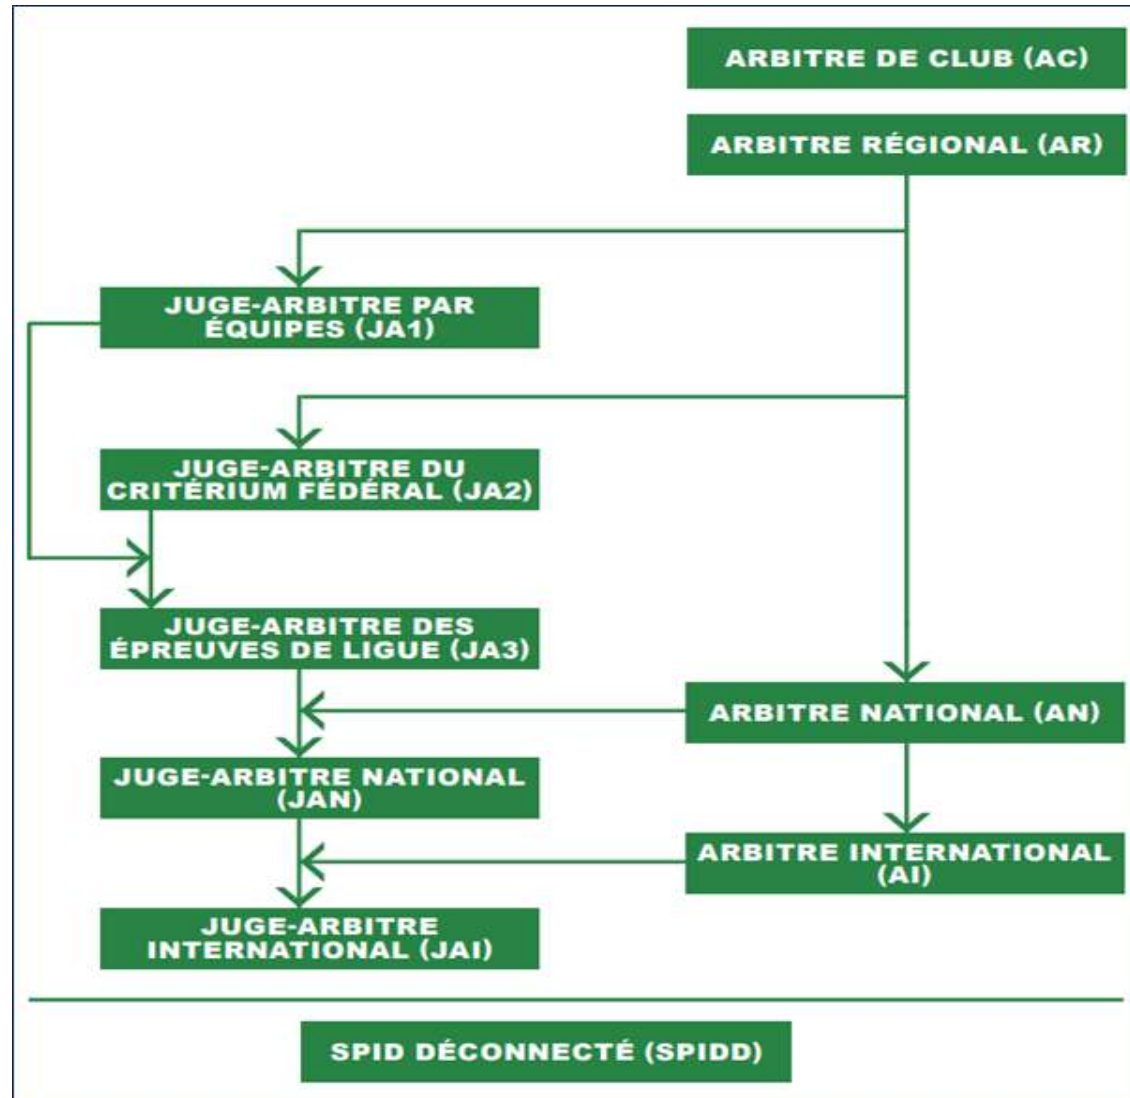 ARBITRE DE CLUB (AC)
ARBITRE RÉGIONAL (AR)
JUGE-ARBITRE PAR
ÉQUIPES (JA1)
JUGE-ARBITRE DU
CRITÉRIUM FÉDÉRAL (JA2)
JUGE-ARBITRE DES
ÉPREUVES DE LIGUE (JA3)
ARBITRE NATIONAL (AN)
JUGE-ARBITRE NATIONAL
(JAN)
ARBITRE INTERNATIONAL
(AI)
JUGE-ARBITRE
INTERNATIONAL (JAI)
SPID DÉCONNECTÉ (SPIDD)